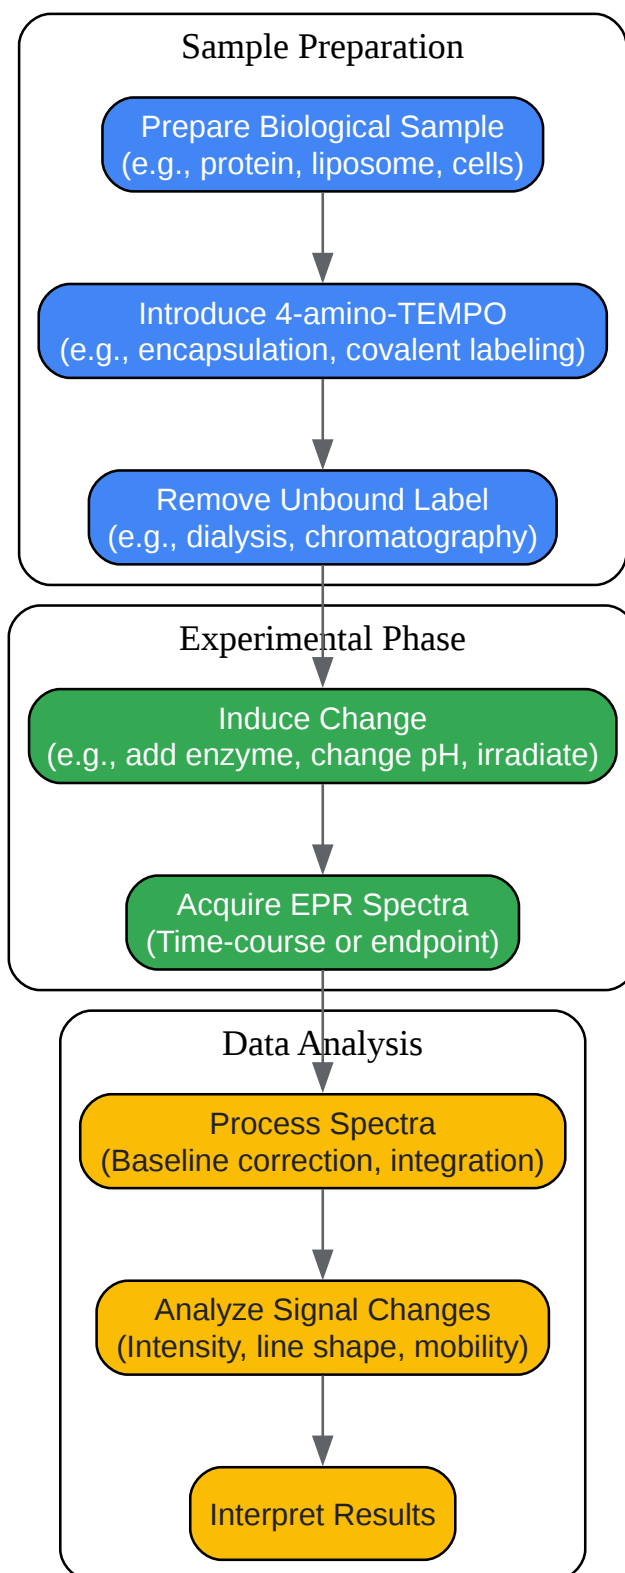 Sample Preparation
Prepare Biological Sample
(e.g., protein, liposome, cells)
Introduce 4-amino-TEMPO
(e.g., encapsulation, covalent labeling)
Remove Unbound Label
(e.g., dialysis, chromatography)
Experimental Phase
Induce Change
(e.g., add enzyme, change pH, irradiate)
Acquire EPR Spectra
(Time-course or endpoint)
Data Analysis
Process Spectra
(Baseline correction, integration)
Analyze Signal Changes
(Intensity, line shape, mobility)
Interpret Results